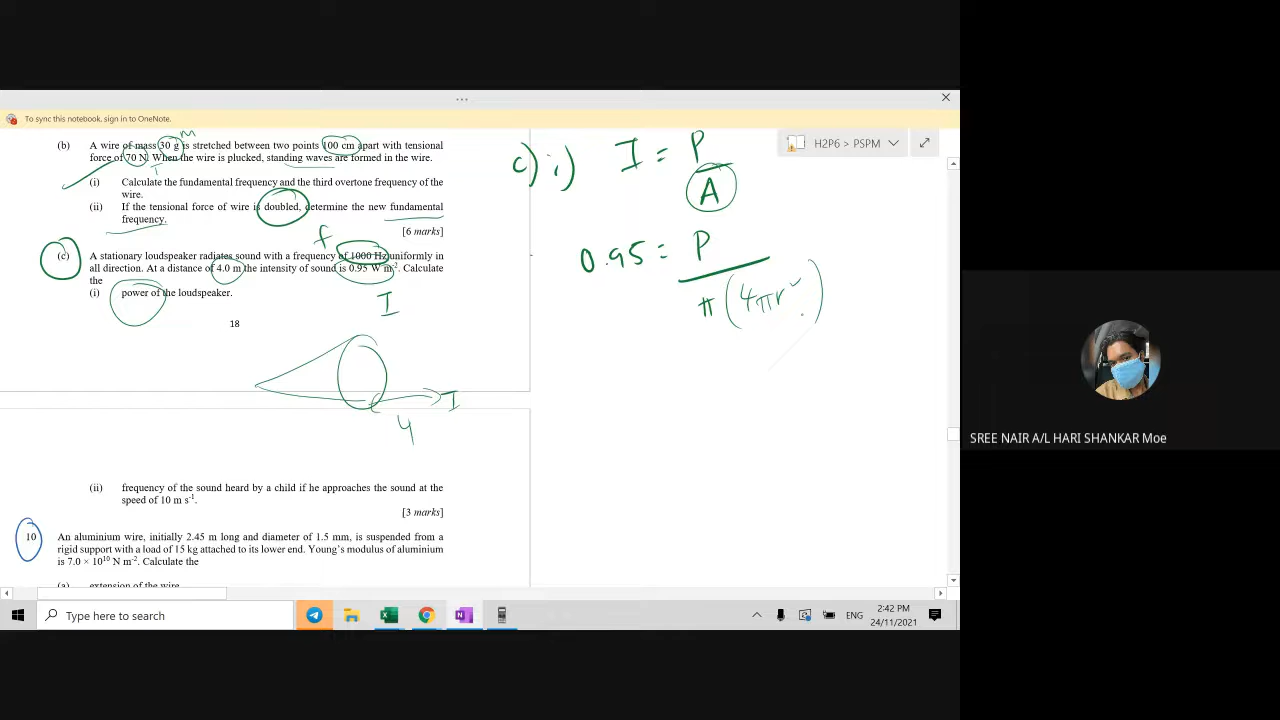 To sync this notebook, sign in to OneNote.
H2P6 > PSPM
(b) A wire of mass 30 g is stretched between two points 100 cm apart with tensional
force of 70 N. When the wire is plucked, standing waves are formed in the wire.
m
T
(i) Calculate the fundamental frequency and the third overtone frequency of the
wire.
(ii) If the tensional force of wire is doubled, determine the new fundamental
frequency.
[6 marks]
f
(c) A stationary loudspeaker radiates sound with a frequency of 1000 Hz uniformly in
all direction. At a distance of 4.0 m the intensity of sound is 0.95 W m-2. Calculate
the
(i) power of the loudspeaker.
I
18
I
4
(ii) frequency of the sound heard by a child if he approaches the sound at the
speed of 10 m s-1.
[3 marks]
10 An aluminium wire, initially 2.45 m long and diameter of 1.5 mm, is suspended from a
rigid support with a load of 15 kg attached to its lower end. Young's modulus of aluminium
is 7.0 × 10^10 N m-2. Calculate the
(a) extension of the wire
c) i) I = P
A
0.95 = P
π (4πr²)
SREE NAIR A/L HARI SHANKAR Moe
Type here to search
ENG
2:42 PM
24/11/2021